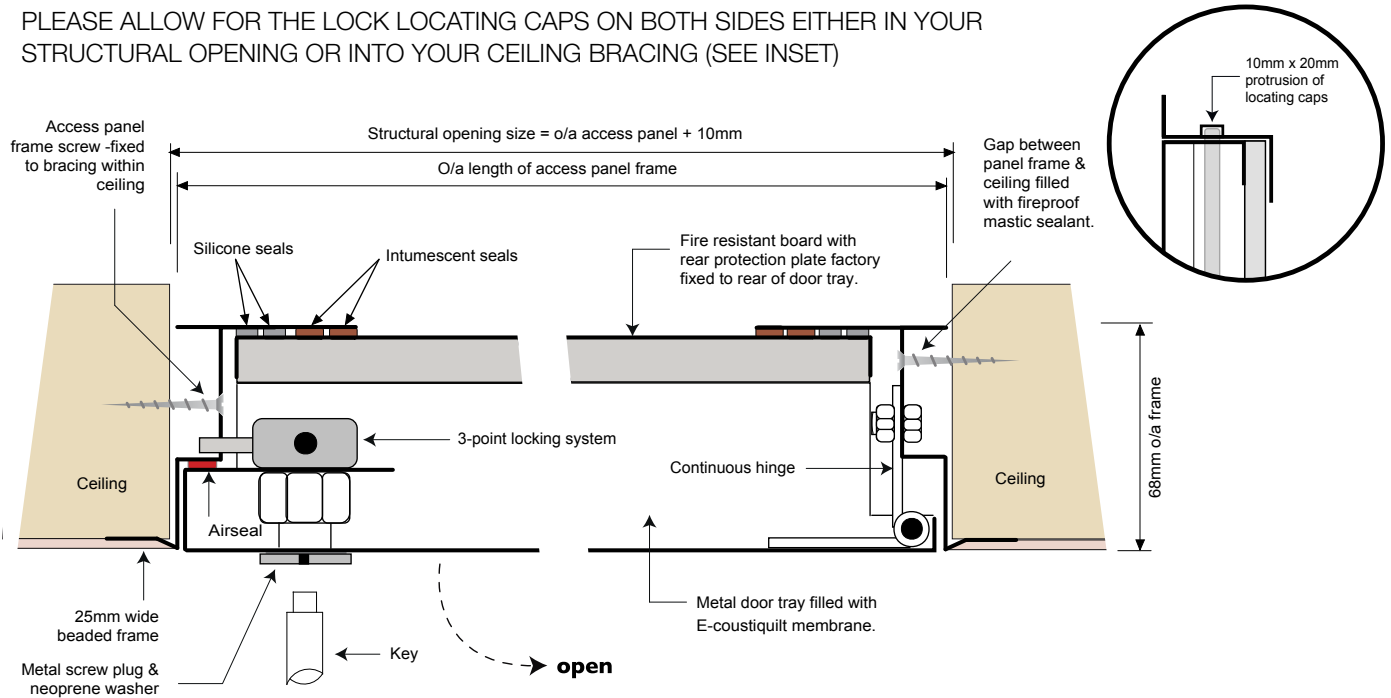 PLEASE ALLOW FOR THE LOCK LOCATING CAPS ON BOTH SIDES EITHER IN YOUR
STRUCTURAL OPENING OR INTO YOUR CEILING BRACING (SEE INSET)
10mm x 20mm
protrusion of
locating caps
Access panel
frame screw -fixed
to bracing within
ceiling
Structural opening size = o/a access panel + 10mm
O/a length of access panel frame
Gap between
panel frame &
ceiling filled
with fireproof
mastic sealant.
Silicone seals
Intumescent seals
Fire resistant board with
rear protection plate factory
fixed to rear of door tray.
68mm o/a frame
3-point locking system
Continuous hinge
Ceiling
Ceiling
Airseal
25mm wide
beaded frame
Metal door tray filled with
E-coustiquilt membrane.
Key
open
Metal screw plug &
neoprene washer